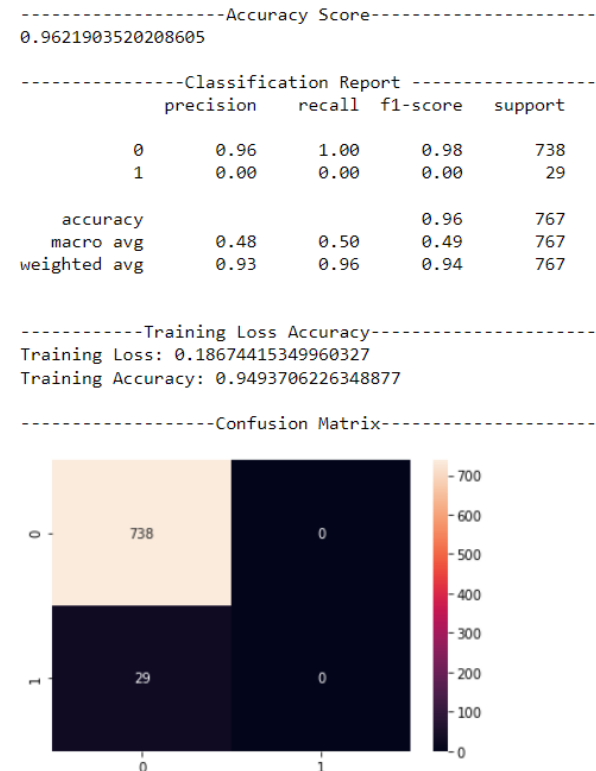 --------------------Accuracy Score----------------------
0.9621903520208605
----------------Classification Report ------------------
precision recall f1-score support
0 0.96 1.00 0.98 738
1 0.00 0.00 0.00 29
accuracy 0.96 767
macro avg 0.48 0.50 0.49 767
weighted avg 0.93 0.96 0.94 767
------------Training Loss Accuracy----------------------
Training Loss: 0.18674415349960327
Training Accuracy: 0.9493706226348877
-------------------Confusion Matrix---------------------
700
600
500
400
300
200
100
0
0 738 0
1 29 0
0 1